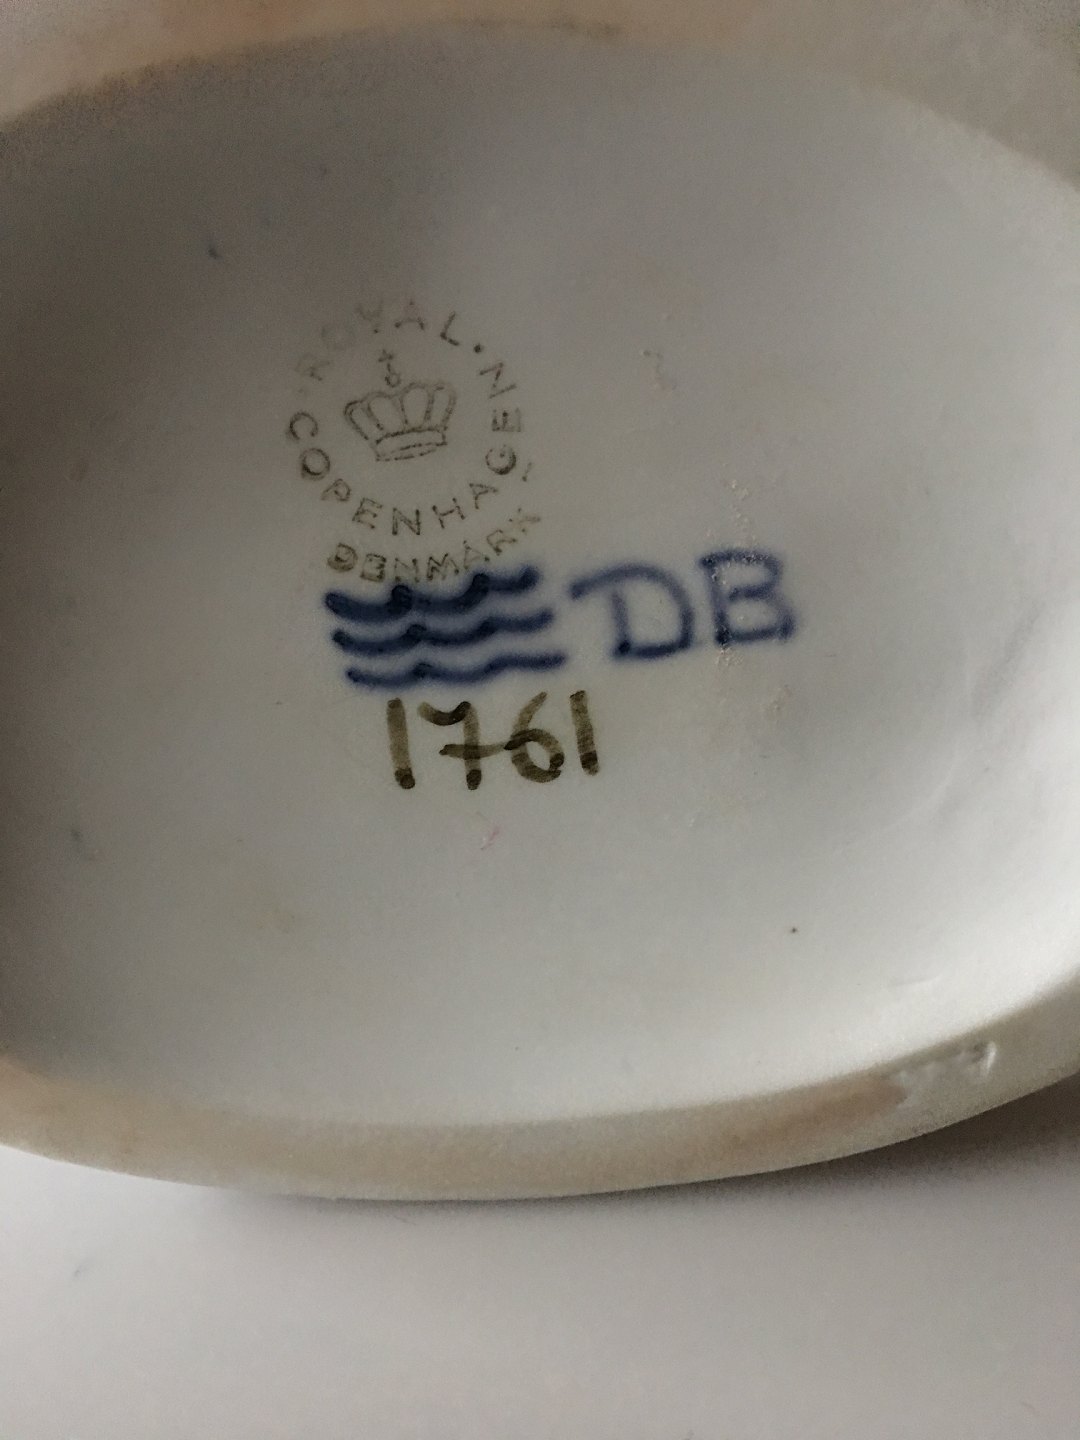 ROYAL. COPENHAGEN
DENMARK
DB
1761